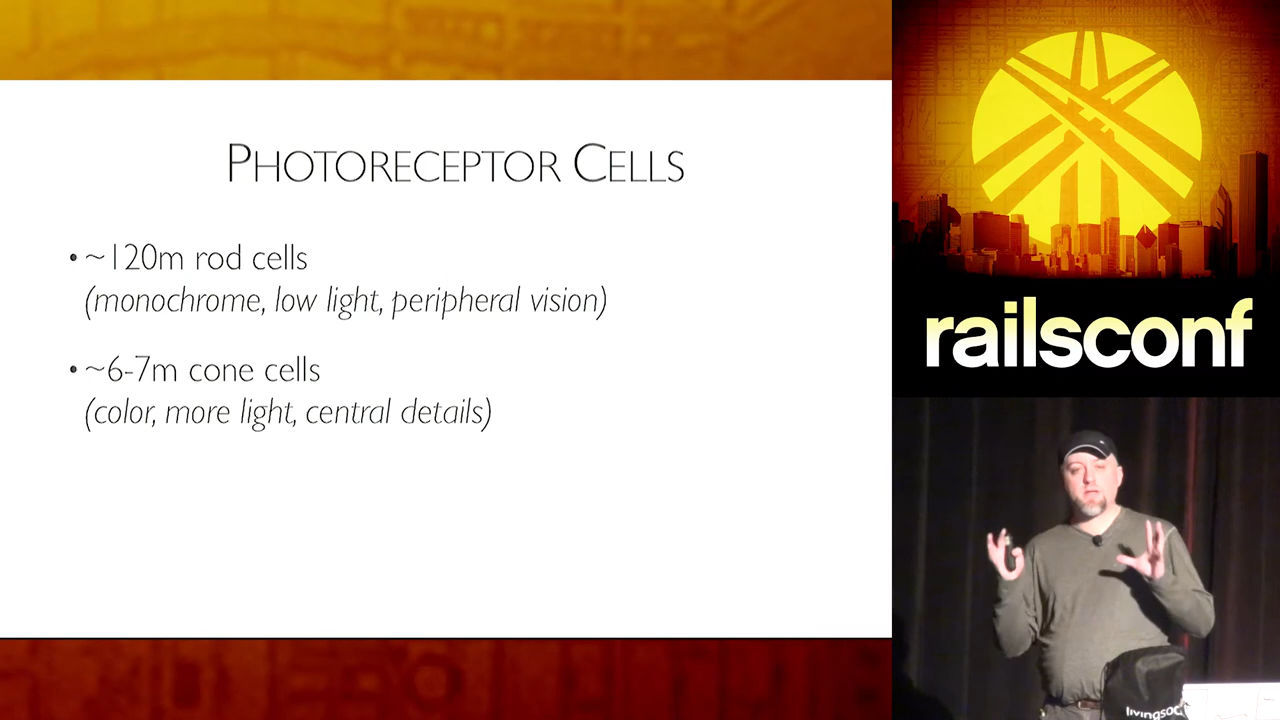 PHOTORECEPTOR CELLS
• ~120m rod cells
(monochrome, low light, peripheral vision)
• ~6-7m cone cells
(color, more light, central details)
railsconf
livingsoc